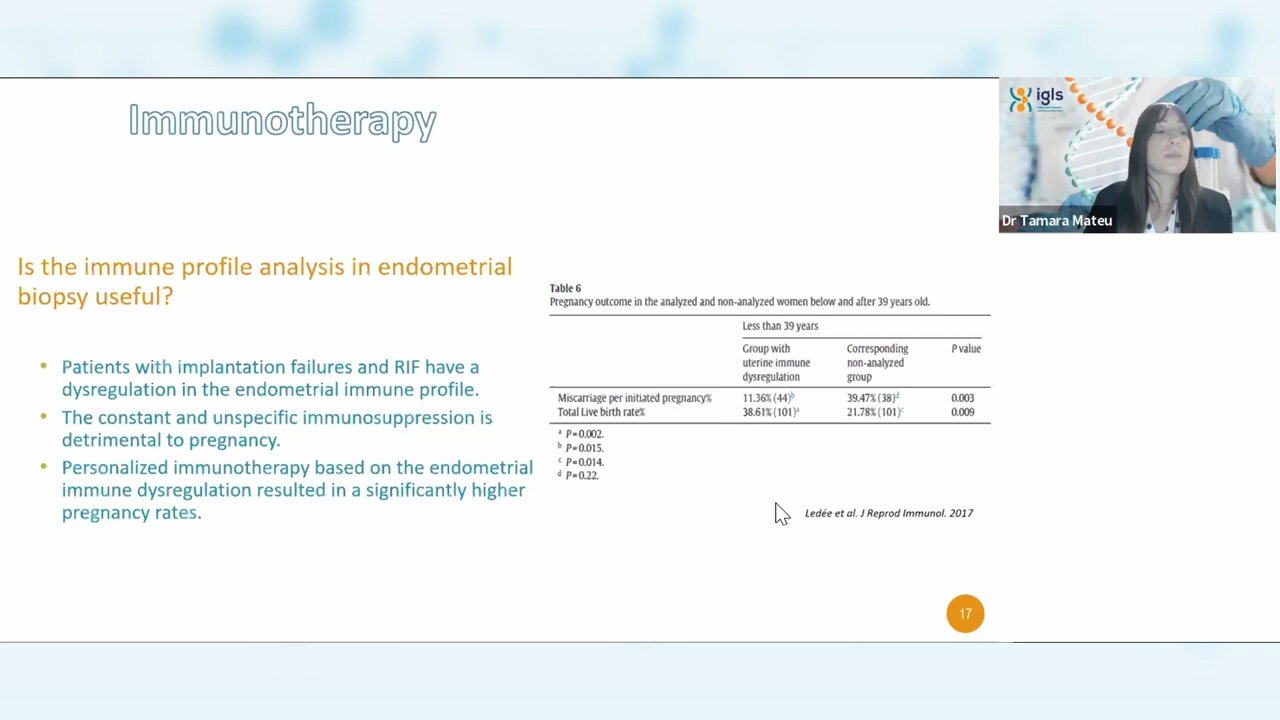 Immunotherapy
igls
Dr Tamara Mateu
Is the immune profile analysis in endometrial
biopsy useful?
• Patients with implantation failures and RIF have a
dysregulation in the endometrial immune profile.
• The constant and unspecific immunosuppression is
detrimental to pregnancy.
• Personalized immunotherapy based on the endometrial
immune dysregulation resulted in a significantly higher
pregnancy rates.
Table 6
Pregnancy outcome in the analyzed and non-analyzed women below and after 39 years old.
Less than 39 years
Group with uterine immune dysregulation Corresponding non-analyzed group P value
Miscarriage per initiated pregnancy% 11.36% (44)b 39.47% (38)d 0.003
Total Live birth rate% 38.61% (101)a 21.78% (101)c 0.009
a P=0.002.
b P=0.015.
c P=0.014.
d P=0.22.
Ledée et al. J Reprod Immunol. 2017
17